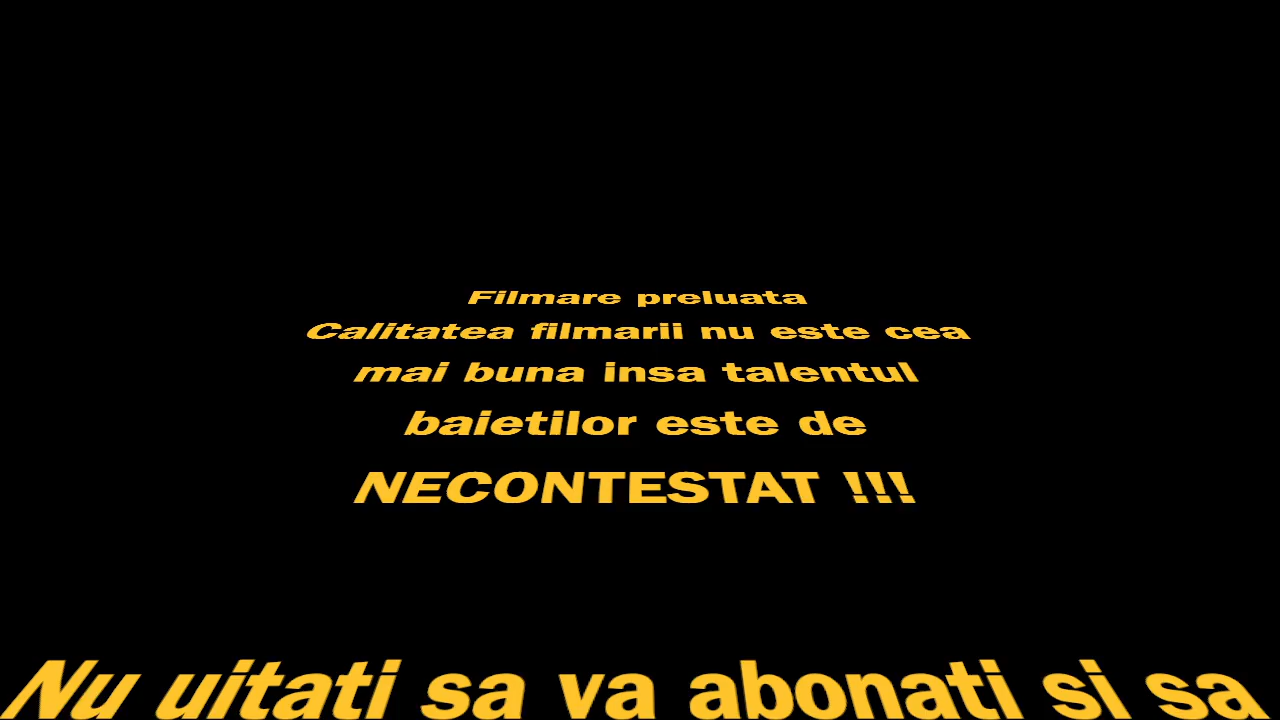 Filmare preluata
Calitatea filmarii nu este cea
mai buna insa talentul
baietilor este de
NECONTESTAT !!!
Nu uitati sa va abonati si sa